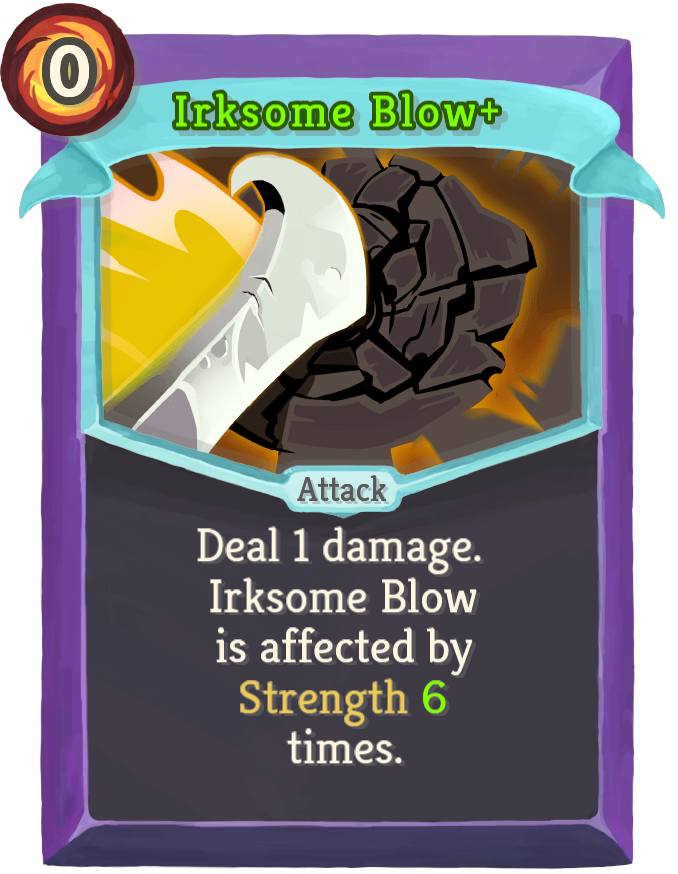 0
Irksome Blow+
Attack
Deal 1 damage.
Irksome Blow
is affected by
Strength 6
times.